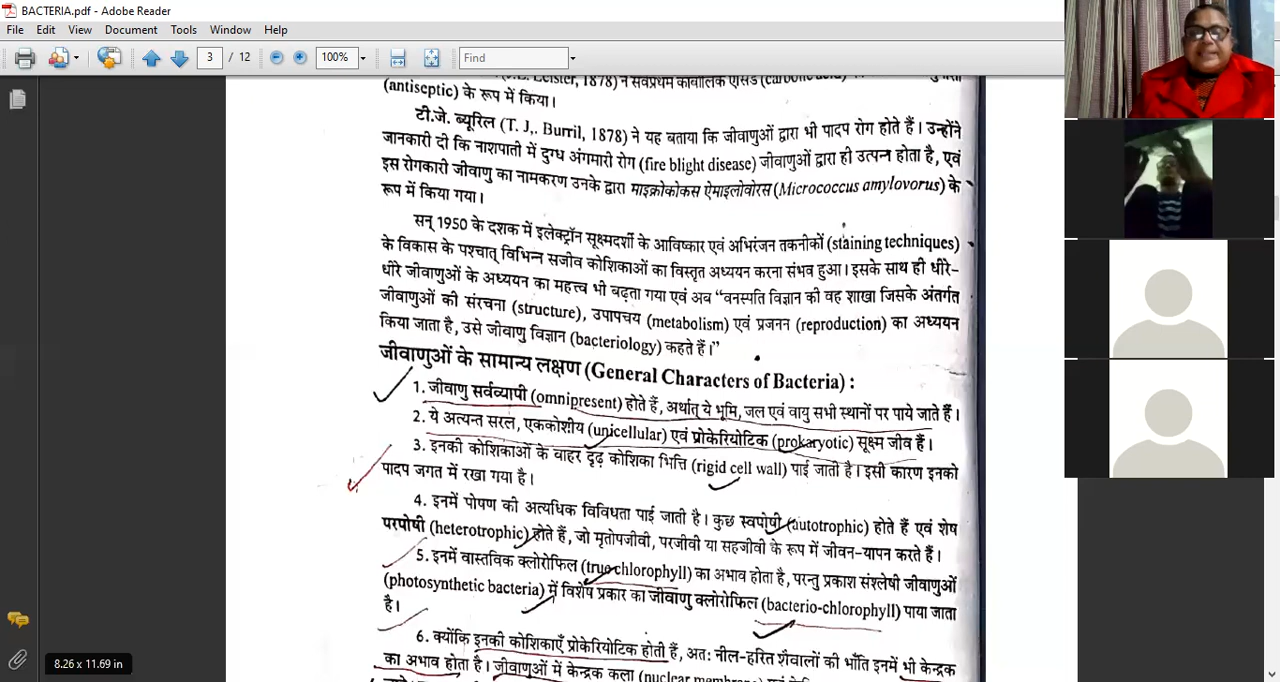 BACTERIA.pdf - Adobe Reader
File Edit View Document Tools Window Help
3 / 12 100% Find
1878) ने सर्वप्रथम कार्बोलिक
(antiseptic) के रूप में किया।
टी.जे. ब्यूरिल (T. J,. Burril, 1878) ने यह बताया कि जीवाणुओं द्वारा भी पादप रोग होते हैं। उन्होंने
जानकारी दो कि नाशपाती में दुग्ध अंगमारी रोग (fire blight disease) जीवाणुओं द्वारा ही उत्पन्न होता है, एवं
इस रोगकारी जीवाणु का नामकरण उनके द्वारा माइक्रोकोकस ऐमाइलोवोरस (Micrococcus amylovorus) के
रूप में किया गया।
सन् 1950 के दशक में इलेक्ट्रॉन सूक्ष्मदर्शी के आविष्कार एवं अभिरंजन तकनीकों (staining techniques)
के विकास के पश्चात् विभिन्न सजीव कोशिकाओं का विस्तृत अध्ययन करना संभव हुआ। इसके साथ ही धीरे-
धीरे जीवाणुओं के अध्ययन का महत्त्व भी बढ़ता गया एवं अब “वनस्पति विज्ञान की वह शाखा जिसके अंतर्गत
जीवाणुओं की संरचना (structure), उपापचय (metabolism) एवं प्रजनन (reproduction) का अध्ययन
किया जाता है, उसे जीवाणु विज्ञान (bacteriology) कहते हैं।”
जीवाणुओं के सामान्य लक्षण (General Characters of Bacteria) :
1. जीवाणु सर्वव्यापी (omnipresent) होते हैं, अर्थात् ये भूमि, जल एवं वायु सभी स्थानों पर पाये जाते हैं।
2. ये अत्यन्त सरल, एककोशीय (unicellular) एवं प्रोकेरियोटिक (prokaryotic) सूक्ष्म जीव हैं।
3. इनकी कोशिकाओं के बाहर दृढ़ कोशिका भित्ति (rigid cell wall) पाई जाती है। इसी कारण इनको
पादप जगत में रखा गया है।
4. इनमें पोषण की अत्यधिक विविधता पाई जाती है। कुछ स्वपोषी (autotrophic) होते हैं एवं शेष
परपोषी (heterotrophic) होते हैं, जो मृतोपजीवी, परजीवी या सहजीवी के रूप में जीवन-यापन करते हैं।
5. इनमें वास्तविक क्लोरोफिल (true chlorophyll) का अभाव होता है, परन्तु प्रकाश संश्लेषी जीवाणुओं
(photosynthetic bacteria) में विशेष प्रकार का जीवाणु क्लोरोफिल (bacterio-chlorophyll) पाया जाता
है।
6. क्योंकि इनकी कोशिकाएँ प्रोकेरियोटिक होती हैं, अतः नील-हरित शैवालों की भाँति इनमें भी केन्द्रक
का अभाव होता है। जीवाणुओं में केन्द्रक कला (nuclear membrane)
8.26 x 11.69 in